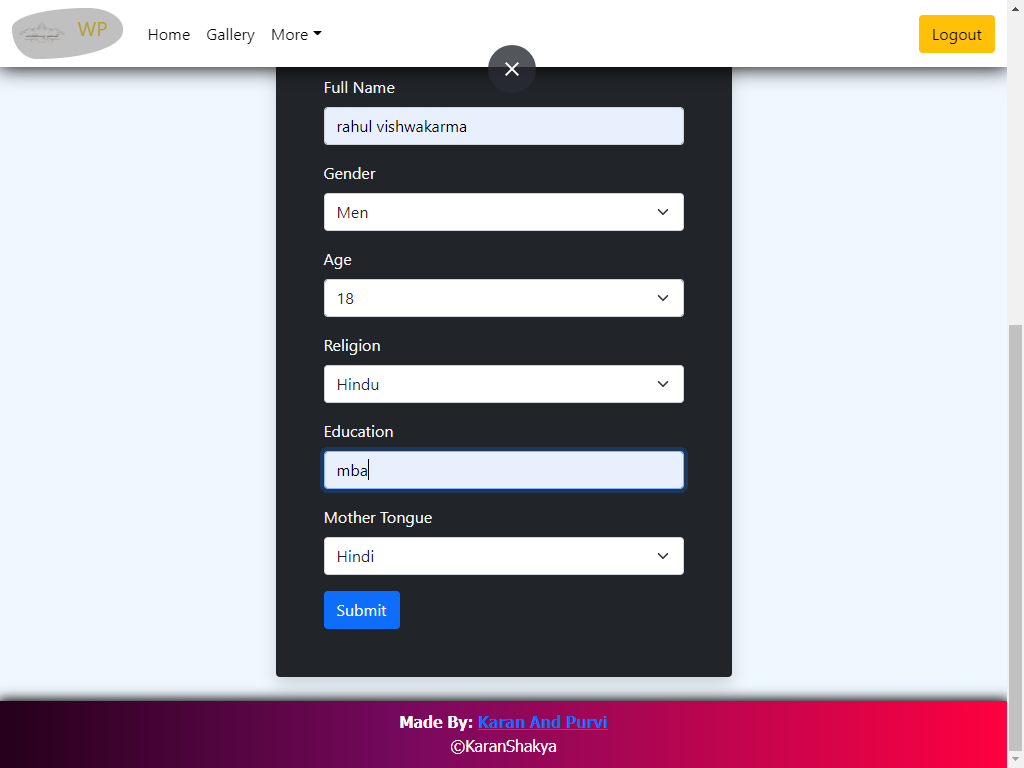 WP
Home Gallery More Logout
Full Name
rahul vishwakarma
Gender
Men
Age
18
Religion
Hindu
Education
mba
Mother Tongue
Hindi
Submit
Made By: Karan And Purvi
©KaranShakya